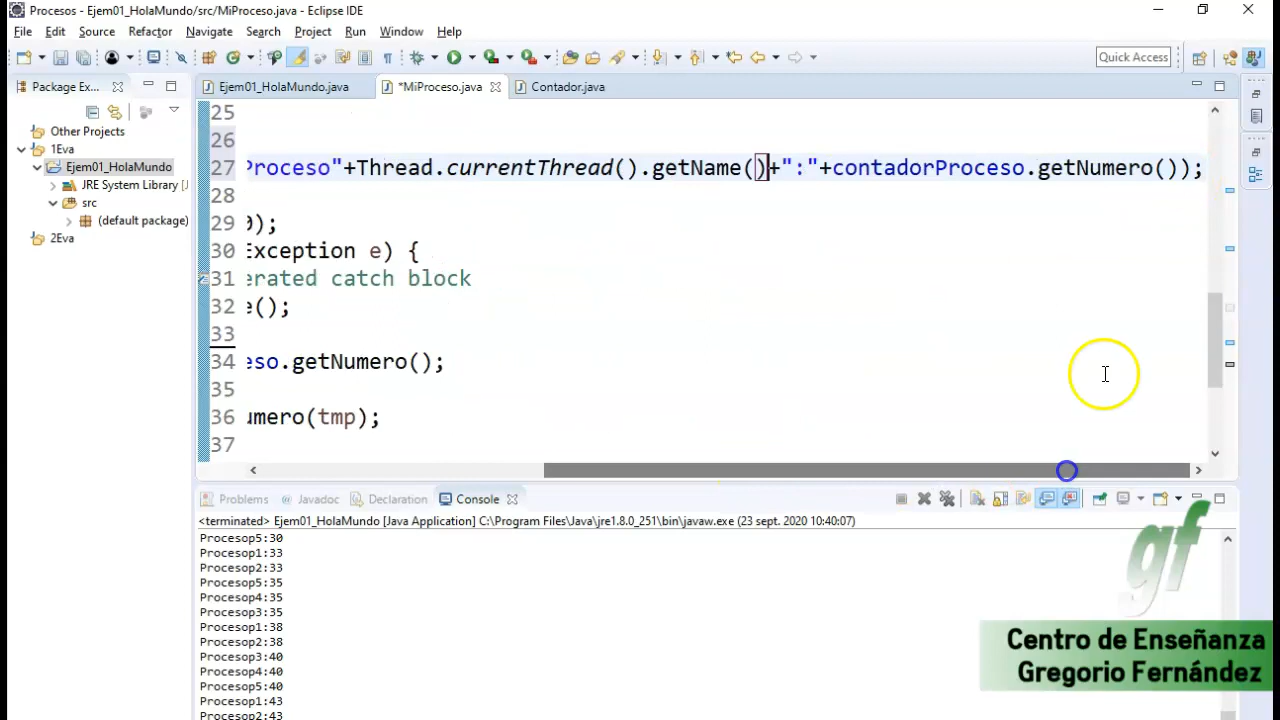 Procesos - Ejem01_HolaMundo/src/MiProceso.java - Eclipse IDE
File Edit Source Refactor Navigate Search Project Run Window Help
Quick Access
Package Ex...
Ejem01_HolaMundo.java *MiProceso.java Contador.java
Other Projects
1Eva
Ejem01_HolaMundo
JRE System Library [
src
(default package)
2Eva
25
26
27 Proceso"+Thread.currentThread().getName()+":"+contadorProceso.getNumero());
28
29 );
30 Exception e) {
31 erated catch block
32 e();
33
34 eso.getNumero();
35
36 umero(tmp);
37
Problems Javadoc Declaration Console
<terminated> Ejem01_HolaMundo [Java Application] C:\Program Files\Java\jre1.8.0_251\bin\javaw.exe (23 sept. 2020 10:40:07)
Procesop5:30
Procesop1:33
Procesop2:33
Procesop5:35
Procesop4:35
Procesop3:35
Procesop1:38
Procesop2:38
Procesop3:40
Procesop4:40
Procesop5:40
Procesop1:43
Procesop2:43
gf
Centro de Enseñanza
Gregorio Fernández